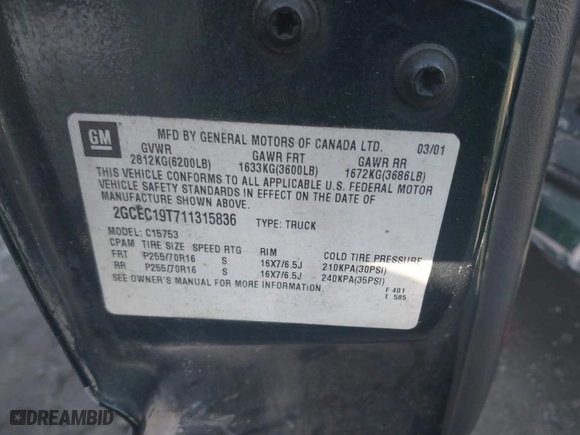 GM
MFD BY GENERAL MOTORS OF CANADA LTD. 03/01
GVWR GAWR FRT GAWR RR
2812KG(6200LB) 1633KG(3600LB) 1672KG(3686LB)
THIS VEHICLE CONFORMS TO ALL APPLICABLE U.S. FEDERAL MOTOR
VEHICLE SAFETY STANDARDS IN EFFECT ON THE DATE OF
MANUFACTURE SHOWN ABOVE.
2GCEC19T711315836 TYPE: TRUCK
MODEL: C15753
CPAM TIRE SIZE SPEED RTG RIM COLD TIRE PRESSURE
FRT P255/70R16 S 16X7/6.5J 210KPA(30PSI)
RR P255/70R16 S 16X7/6.5J 240KPA(35PSI)
SEE OWNER'S MANUAL FOR MORE INFORMATION.
F 401
T 585
DREAMBID